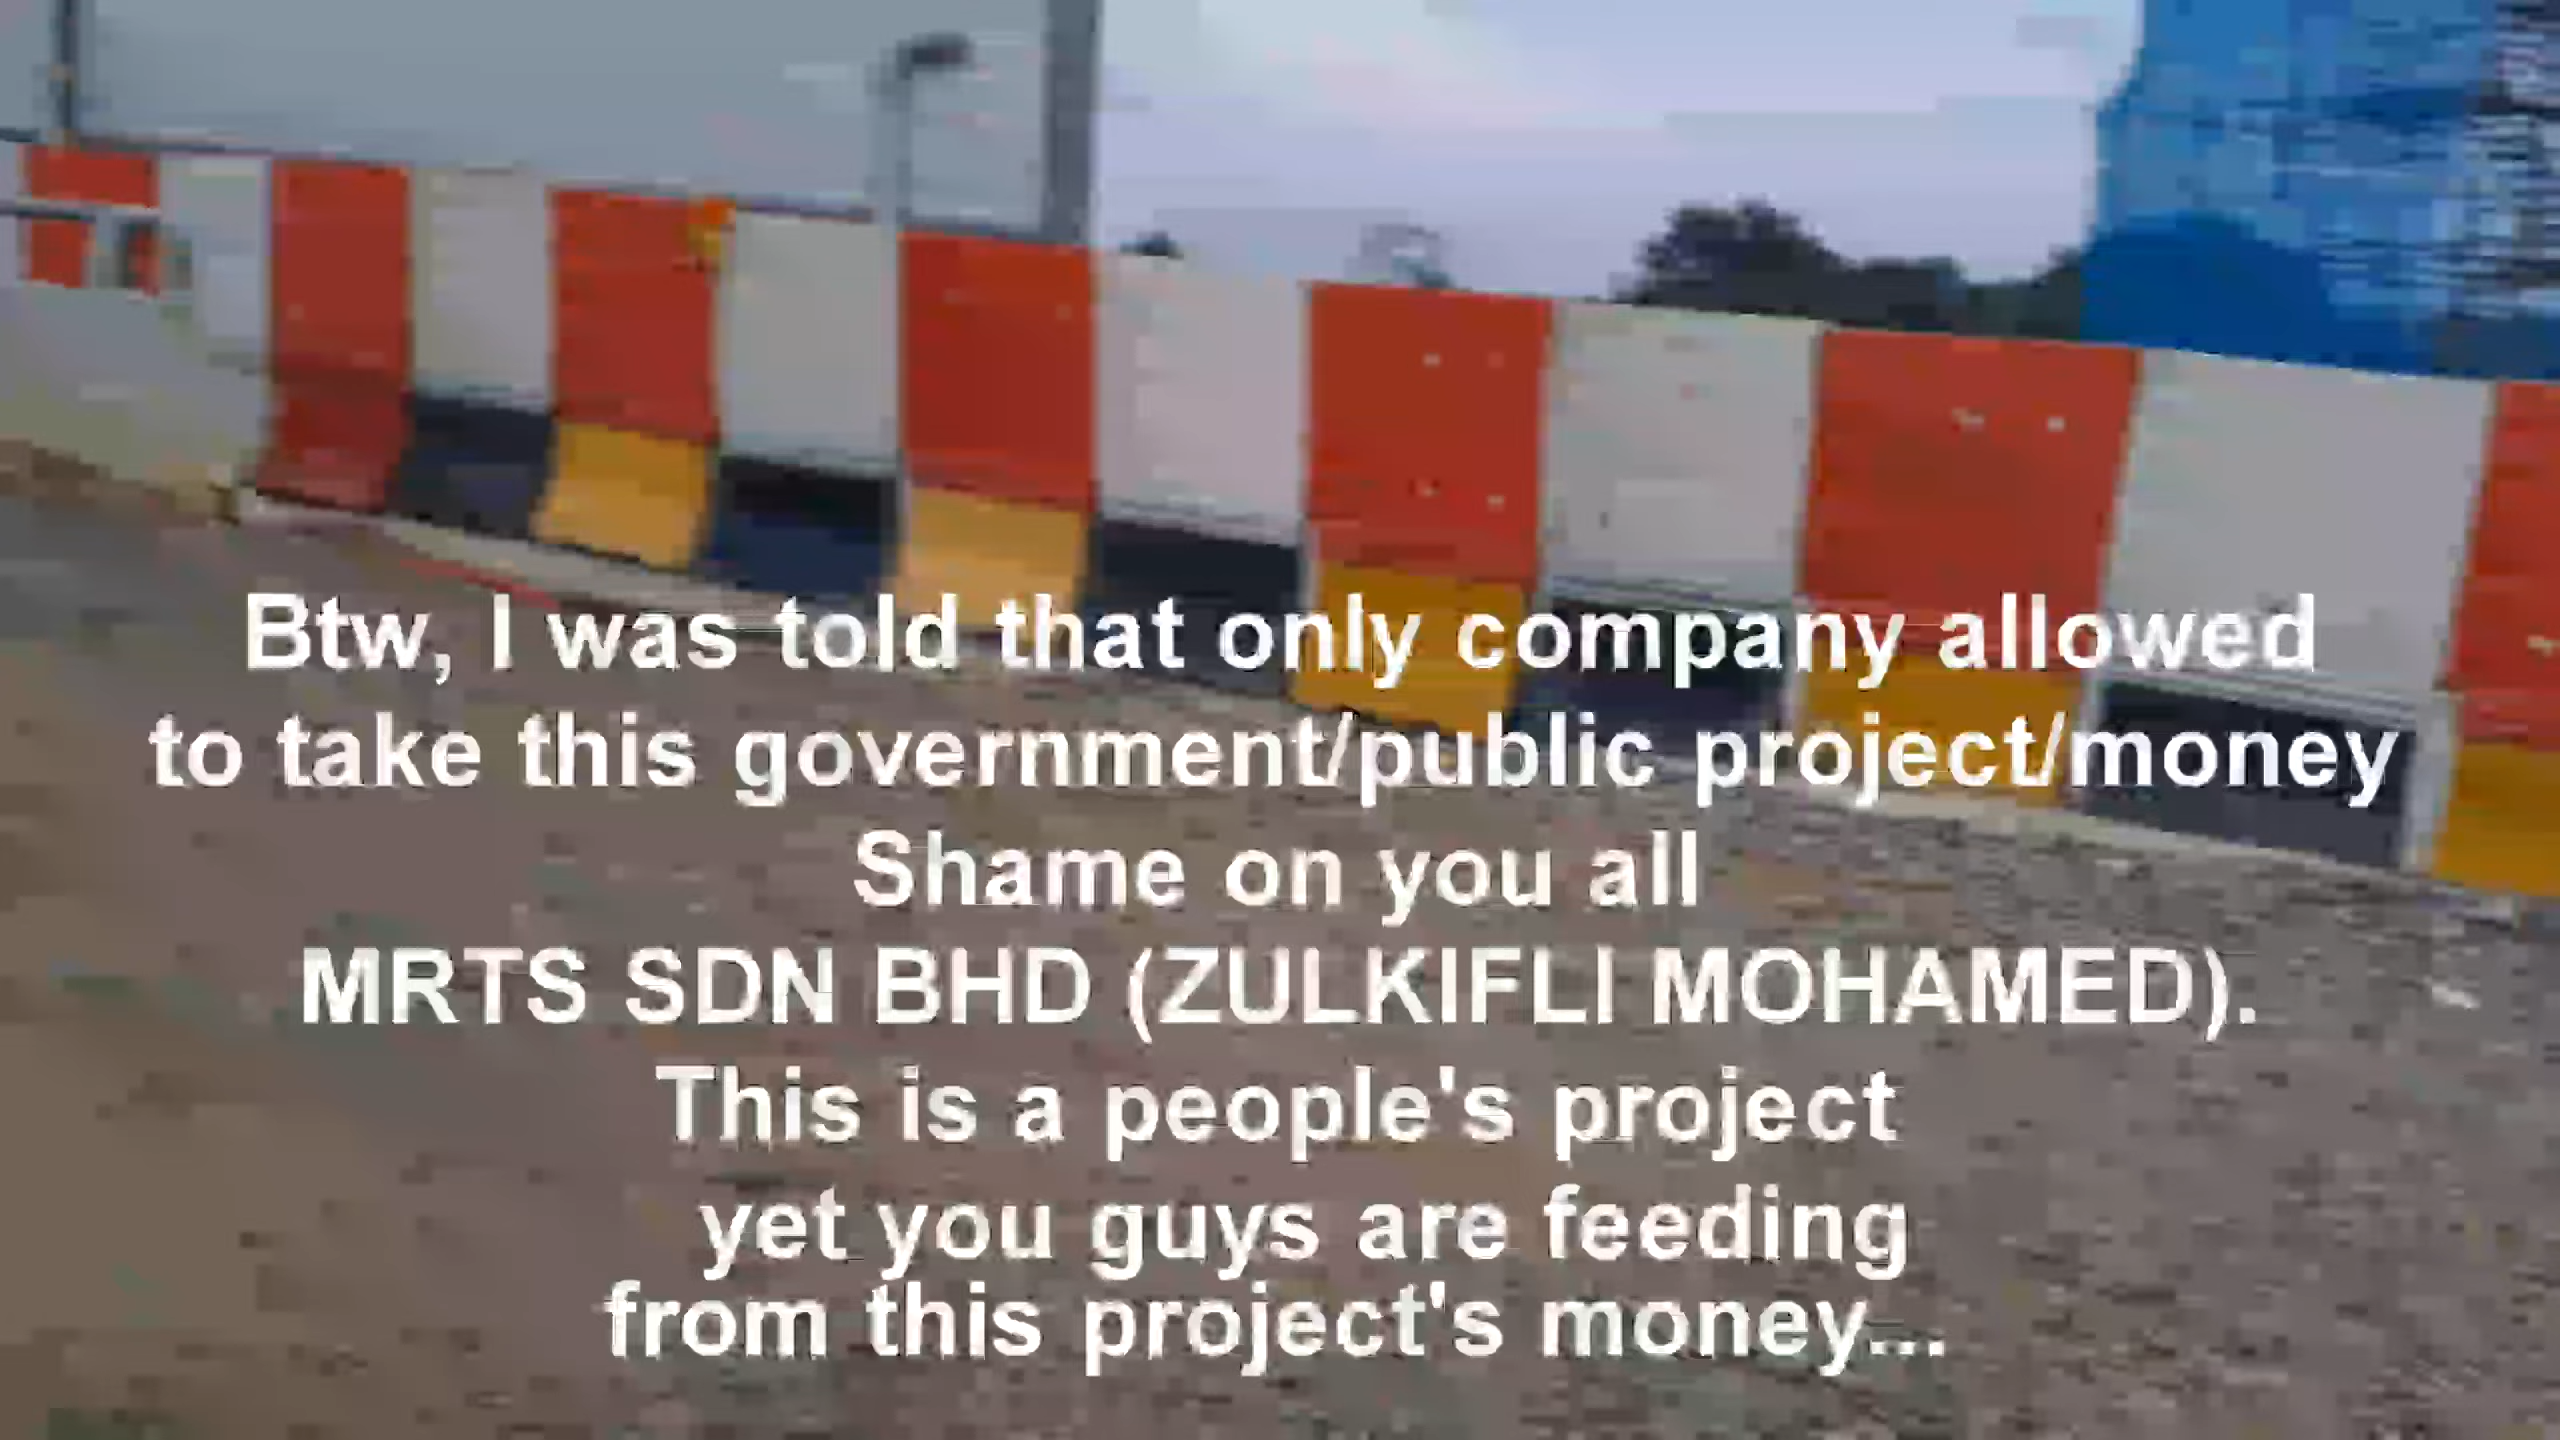 Btw, I was told that only company allowed
to take this government/public project/money
Shame on you all
MRTS SDN BHD (ZULKIFLI MOHAMED).
This is a people's project
yet you guys are feeding
from this project's money...